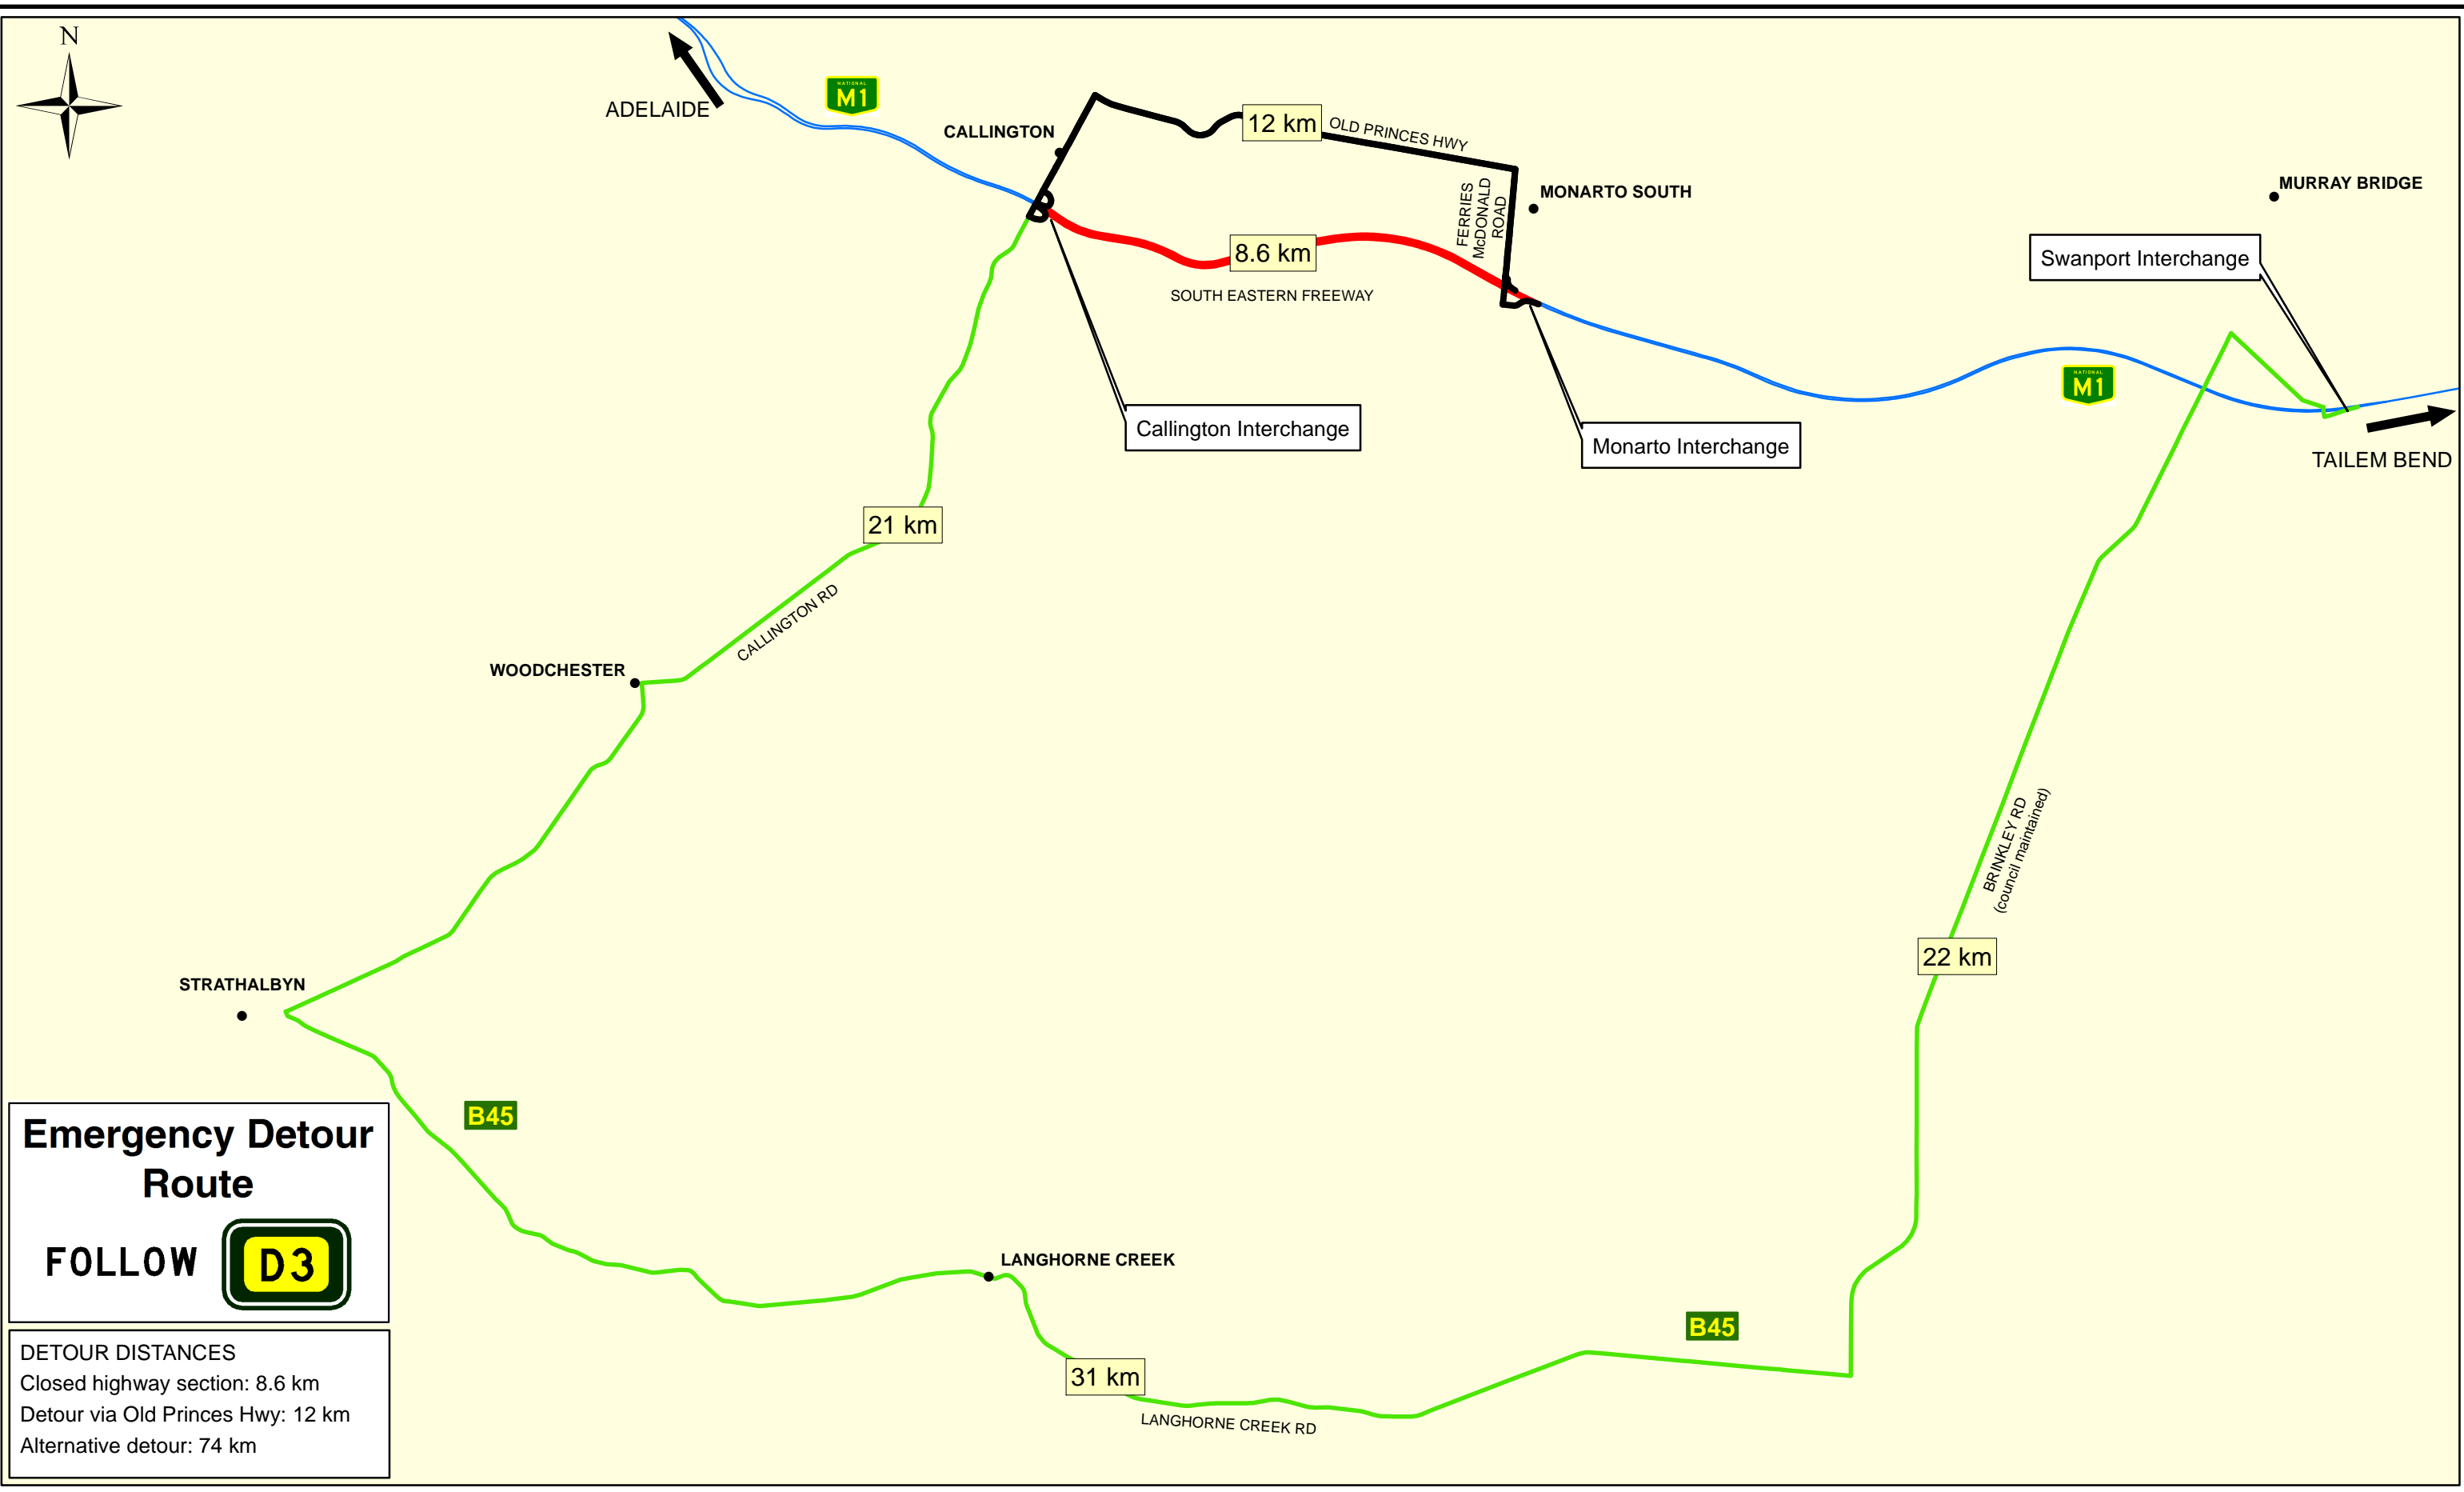 N
ADELAIDE
NATIONAL
M1
CALLINGTON
12 km
OLD PRINCES HWY
FERRIES
McDONALD
ROAD
MONARTO SOUTH
MURRAY BRIDGE
8.6 km
SOUTH EASTERN FREEWAY
Swanport Interchange
NATIONAL
M1
Callington Interchange
Monarto Interchange
TAILEM BEND
21 km
CALLINGTON RD
WOODCHESTER
BRINKLEY RD
(council maintained)
22 km
STRATHALBYN
B45
LANGHORNE CREEK
B45
31 km
LANGHORNE CREEK RD
Emergency Detour
Route
FOLLOW D3
DETOUR DISTANCES
Closed highway section: 8.6 km
Detour via Old Princes Hwy: 12 km
Alternative detour: 74 km